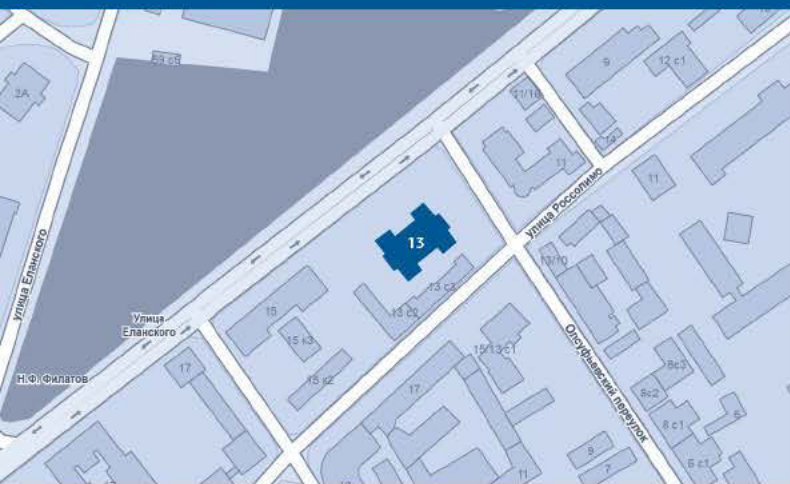 59 с5
9
12 с1
2А
11/16
14
11
11
улица Россолимо
13
улица Еланского
13/10
13 с3
13 с2
15
Улица
Еланского
15 к3
15/13 с1
Олсуфьевский переулок
17
Н.Ф. Филатов
15 к2
17
8с3
8с2
6
8 с1
9
7
11
6 с1